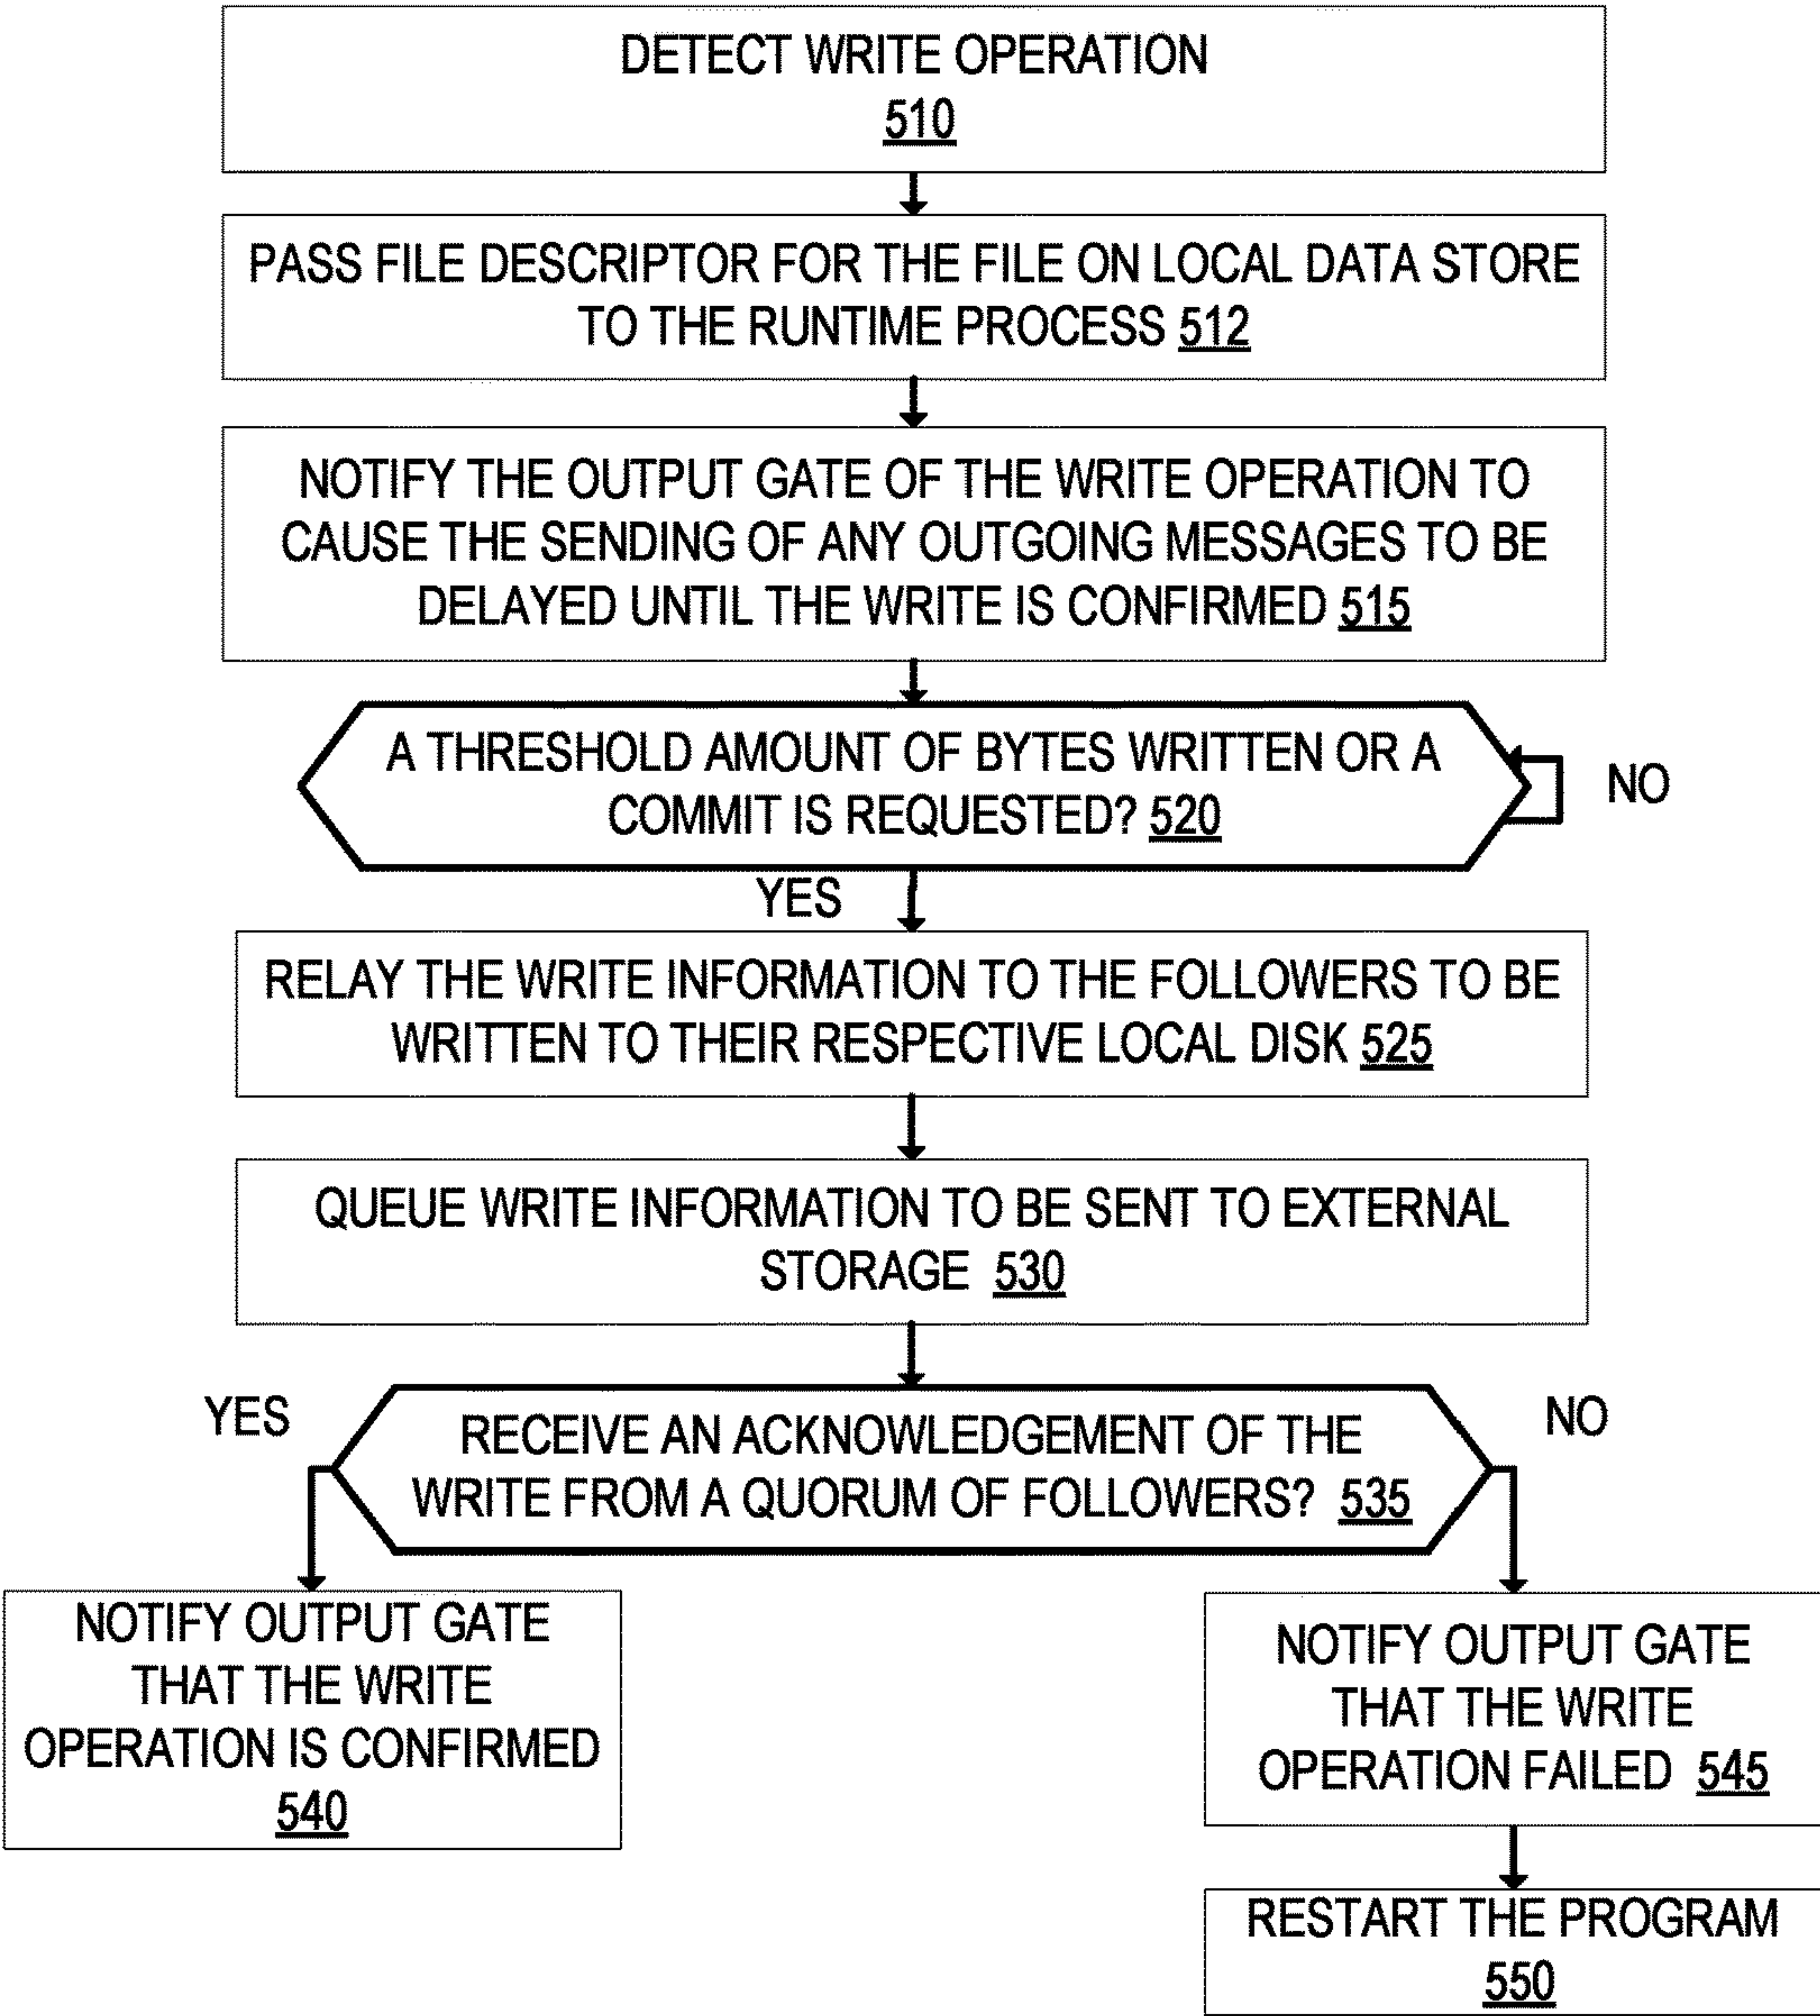 DETECT WRITE OPERATION
510
PASS FILE DESCRIPTOR FOR THE FILE ON LOCAL DATA STORE
TO THE RUNTIME PROCESS 512
NOTIFY THE OUTPUT GATE OF THE WRITE OPERATION TO
CAUSE THE SENDING OF ANY OUTGOING MESSAGES TO BE
DELAYED UNTIL THE WRITE IS CONFIRMED 515
A THRESHOLD AMOUNT OF BYTES WRITTEN OR A
COMMIT IS REQUESTED? 520
NO
YES
RELAY THE WRITE INFORMATION TO THE FOLLOWERS TO BE
WRITTEN TO THEIR RESPECTIVE LOCAL DISK 525
QUEUE WRITE INFORMATION TO BE SENT TO EXTERNAL
STORAGE 530
YES
NO
RECEIVE AN ACKNOWLEDGEMENT OF THE
WRITE FROM A QUORUM OF FOLLOWERS? 535
NOTIFY OUTPUT GATE
THAT THE WRITE
OPERATION IS CONFIRMED
540
NOTIFY OUTPUT GATE
THAT THE WRITE
OPERATION FAILED 545
RESTART THE PROGRAM
550